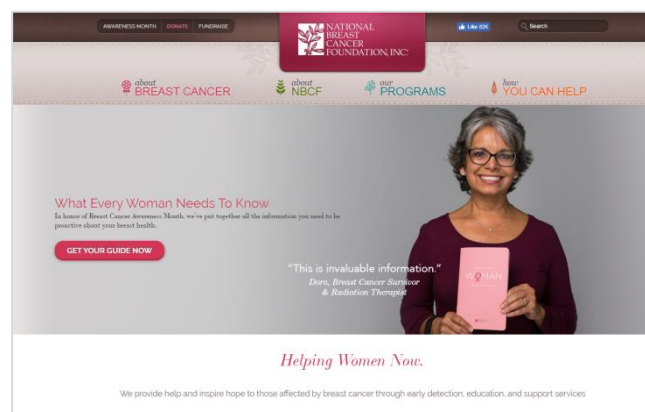 AWARENESS MONTH DONATE FUNDRAISE
NATIONAL
BREAST
CANCER
FOUNDATION, INC.®
Like 83K
Search
about
BREAST CANCER
about
NBCF
our
PROGRAMS
how
YOU CAN HELP
What Every Woman Needs To Know
In honor of Breast Cancer Awareness Month, we've put together all the information you need to be
proactive about your breast health.
GET YOUR GUIDE NOW
"This is invaluable information."
Dora, Breast Cancer Survivor
& Radiation Therapist
WOMAN
Helping Women Now.
We provide help and inspire hope to those affected by breast cancer through early detection, education, and support services